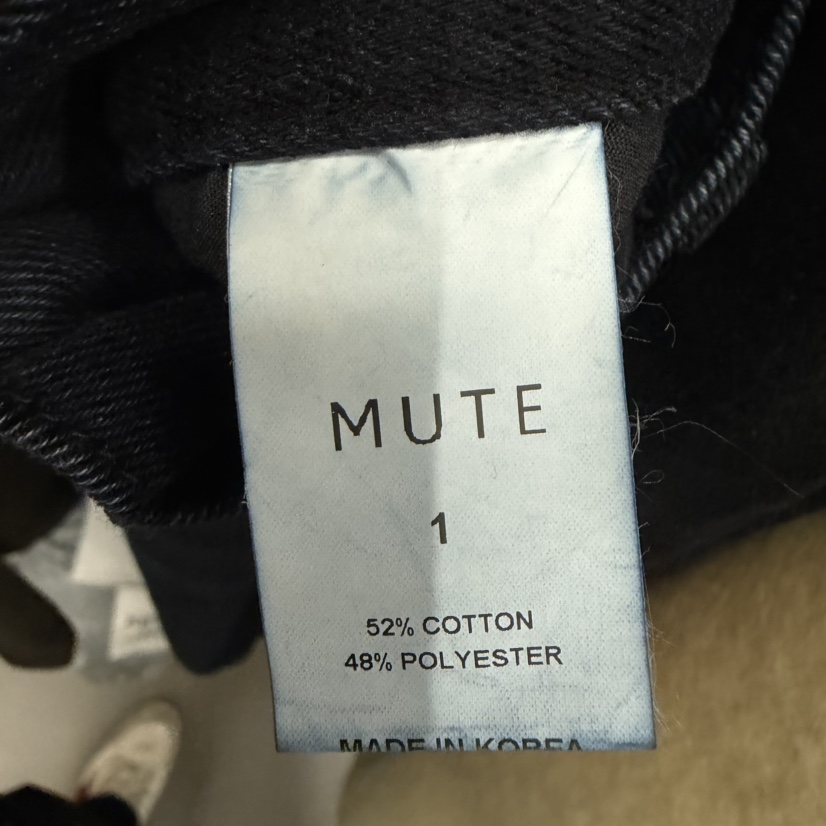 MUTE
1
52% COTTON
48% POLYESTER
MADE IN KOREA